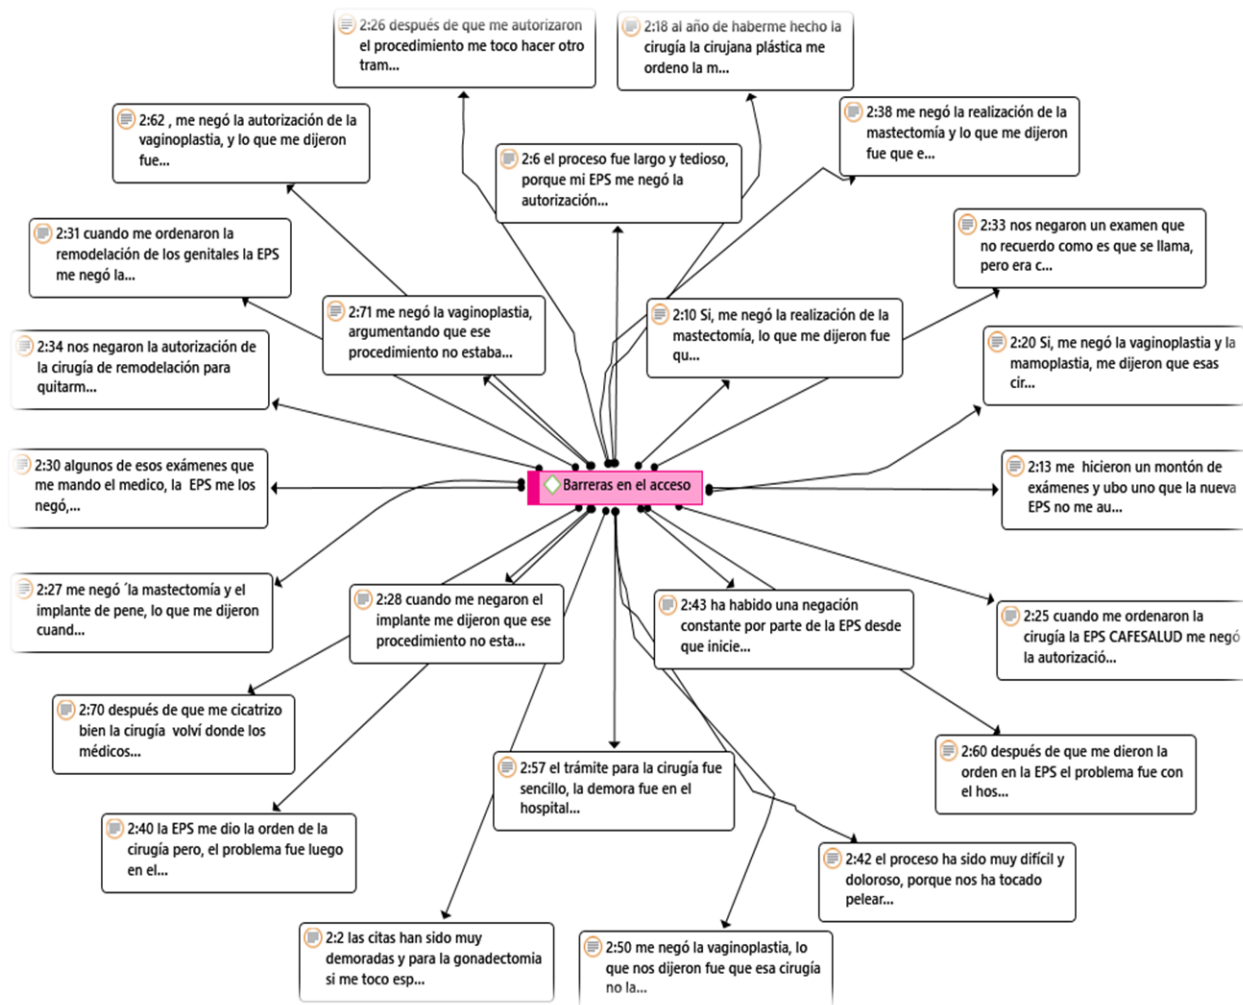 2:26 después de que me autorizaron
el procedimiento me toco hacer otro
tram...
2:18 al año de haberme hecho la
cirugía la cirujana plástica me
ordeno la m...
2:62 , me negó la autorización de la
vaginoplastia, y lo que me dijeron
fue...
2:38 me negó la realización de la
mastectomía y lo que me dijeron
fue que e...
2:6 el proceso fue largo y tedioso,
porque mi EPS me negó la
autorización...
2:31 cuando me ordenaron la
remodelación de los genitales la EPS
me negó la...
2:33 nos negaron un examen que
no recuerdo como es que se llama,
pero era c...
2:71 me negó la vaginoplastia,
argumentando que ese
procedimiento no estaba...
2:10 Si, me negó la realización de la
mastectomía, lo que me dijeron fue
qu...
2:34 nos negaron la autorización de
la cirugía de remodelación para
quitarm...
2:20 Si, me negó la vaginoplastia y la
mamoplastia, me dijeron que esas
cir...
2:30 algunos de esos exámenes que
me mando el medico, la EPS me los
negó,...
Barreras en el acceso
2:13 me hicieron un montón de
exámenes y ubo uno que la nueva
EPS no me au...
2:27 me negó ´la mastectomía y el
implante de pene, lo que me dijeron
cuand...
2:28 cuando me negaron el
implante me dijeron que ese
procedimiento no esta...
2:43 ha habido una negación
constante por parte de la EPS desde
que inicie...
2:25 cuando me ordenaron la
cirugía la EPS CAFESALUD me negó
la autorizació...
2:70 después de que me cicatrizo
bien la cirugía volví donde los
médicos...
2:57 el trámite para la cirugía fue
sencillo, la demora fue en el
hospital...
2:60 después de que me dieron la
orden en la EPS el problema fue con
el hos...
2:40 la EPS me dio la orden de la
cirugía pero, el problema fue luego
en el...
2:42 el proceso ha sido muy difícil y
doloroso, porque nos ha tocado
pelear...
2:2 las citas han sido muy
demoradas y para la gonadectomia
si me toco esp...
2:50 me negó la vaginoplastia, lo
que nos dijeron fue que esa cirugía
no la...